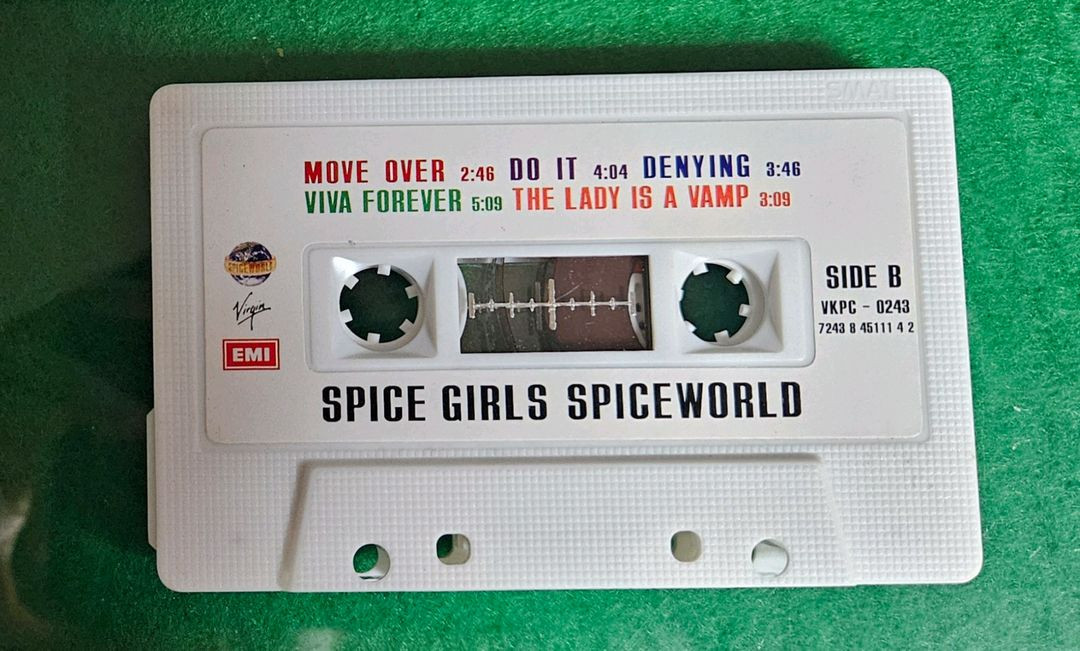 SMAT
MOVE OVER 2:46 DO IT 4:04 DENYING 3:46
VIVA FOREVER 5:09 THE LADY IS A VAMP 3:09
SPICEWORLD
Virgin
EMI
SIDE B
VKPC - 0243
7243 8 45111 4 2
SPICE GIRLS SPICEWORLD